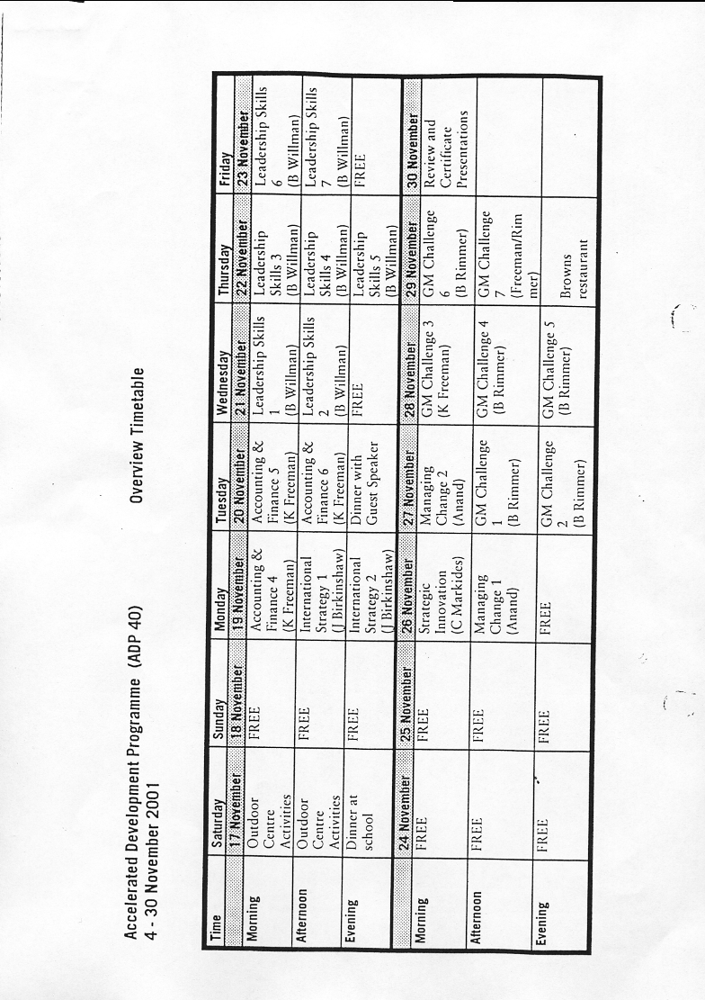 Accelerated Development Programme (ADP 40) Overview Timetable
4 - 30 November 2001
Time Saturday Sunday Monday Tuesday Wednesday Thursday Friday
17 November 18 November 19 November 20 November 21 November 22 November 23 November
Morning Outdoor FREE Accounting & Accounting & Leadership Skills Leadership Leadership Skills
Centre Finance 4 Finance 5 1 Skills 3 6
Activities (K Freeman) (K Freeman) (B Willman) (B Willman) (B Willman)
Afternoon Outdoor FREE International Accounting & Leadership Skills Leadership Leadership Skills
Centre Strategy 1 Finance 6 2 Skills 4 7
Activities (J Birkinshaw) (K Freeman) (B Willman) (B Willman) (B Willman)
Evening Dinner at FREE International Dinner with FREE Leadership FREE
school Strategy 2 Guest Speaker Skills 5
(J Birkinshaw) (B Willman)
24 November 25 November 26 November 27 November 28 November 29 November 30 November
Morning FREE FREE Strategic Managing GM Challenge 3 GM Challenge Review and
Innovation Change 2 (K Freeman) 6 Certificate
(C Markides) (Anand) (B Rimmer) Presentations
Afternoon FREE FREE Managing GM Challenge GM Challenge 4 GM Challenge
Change 1 1 (B Rimmer) 7
(Anand) (B Rimmer) (Freeman/Rim
mer)
Evening FREE FREE FREE GM Challenge GM Challenge 5 Browns
2 (B Rimmer) restaurant
(B Rimmer)